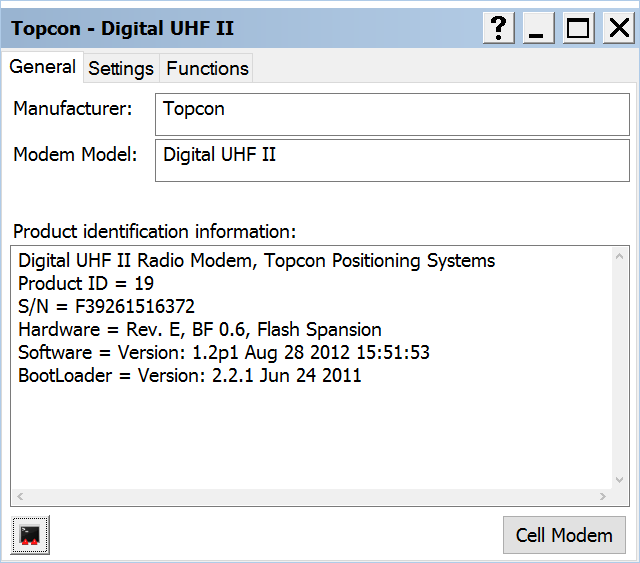 Topcon - Digital UHF II
General Settings Functions
Manufacturer: Topcon
Modem Model: Digital UHF II
Product identification information:
Digital UHF II Radio Modem, Topcon Positioning Systems
Product ID = 19
S/N = F39261516372
Hardware = Rev. E, BF 0.6, Flash Spansion
Software = Version: 1.2p1 Aug 28 2012 15:51:53
BootLoader = Version: 2.2.1 Jun 24 2011
Cell Modem